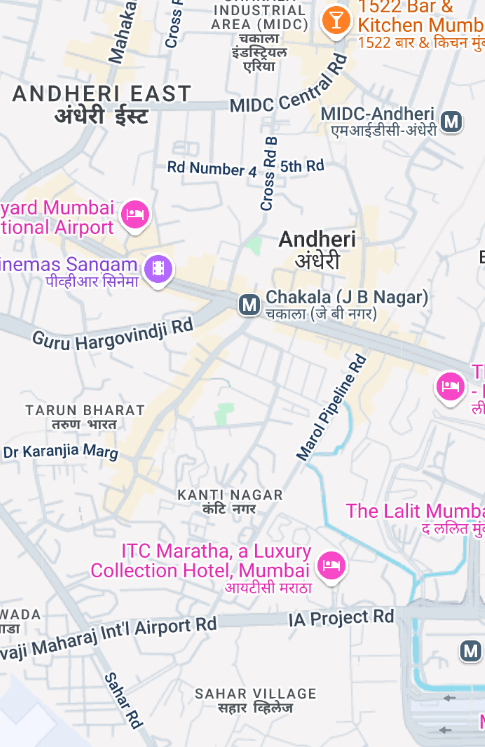 1522 Bar &
Kitchen Mumb
1522 बार & किचन मुं
Cross R
Mahaka
INDUSTRIAL
AREA (MIDC)
चकाला
इंडस्ट्रियल
एरिया
ANDHERI EAST
अंधेरी ईस्ट
MIDC Central Rd
MIDC-Andheri
एमआईडीसी-अंधेरी
Rd Number 4
5th Rd
Cross Rd B
yard Mumbai
tional Airport
Andheri
अंधेरी
inemas Sangam
पीव्हीआर सिनेमा
Chakala (J B Nagar)
चकाला (जे बी नगर)
Guru Hargovindji Rd
Marol Pipeline Rd
TARUN BHARAT
तरुण भारत
Dr Karanjia Marg
KANTI NAGAR
कंटि नगर
The Lalit Mumba
द ललित मुं
ITC Maratha, a Luxury
Collection Hotel, Mumbai
आयटीसी मराठा
WADA
IA Project Rd
vaji Maharaj Int'l Airport Rd
Sahar Rd
SAHAR VILLAGE
सहार व्हिलेज